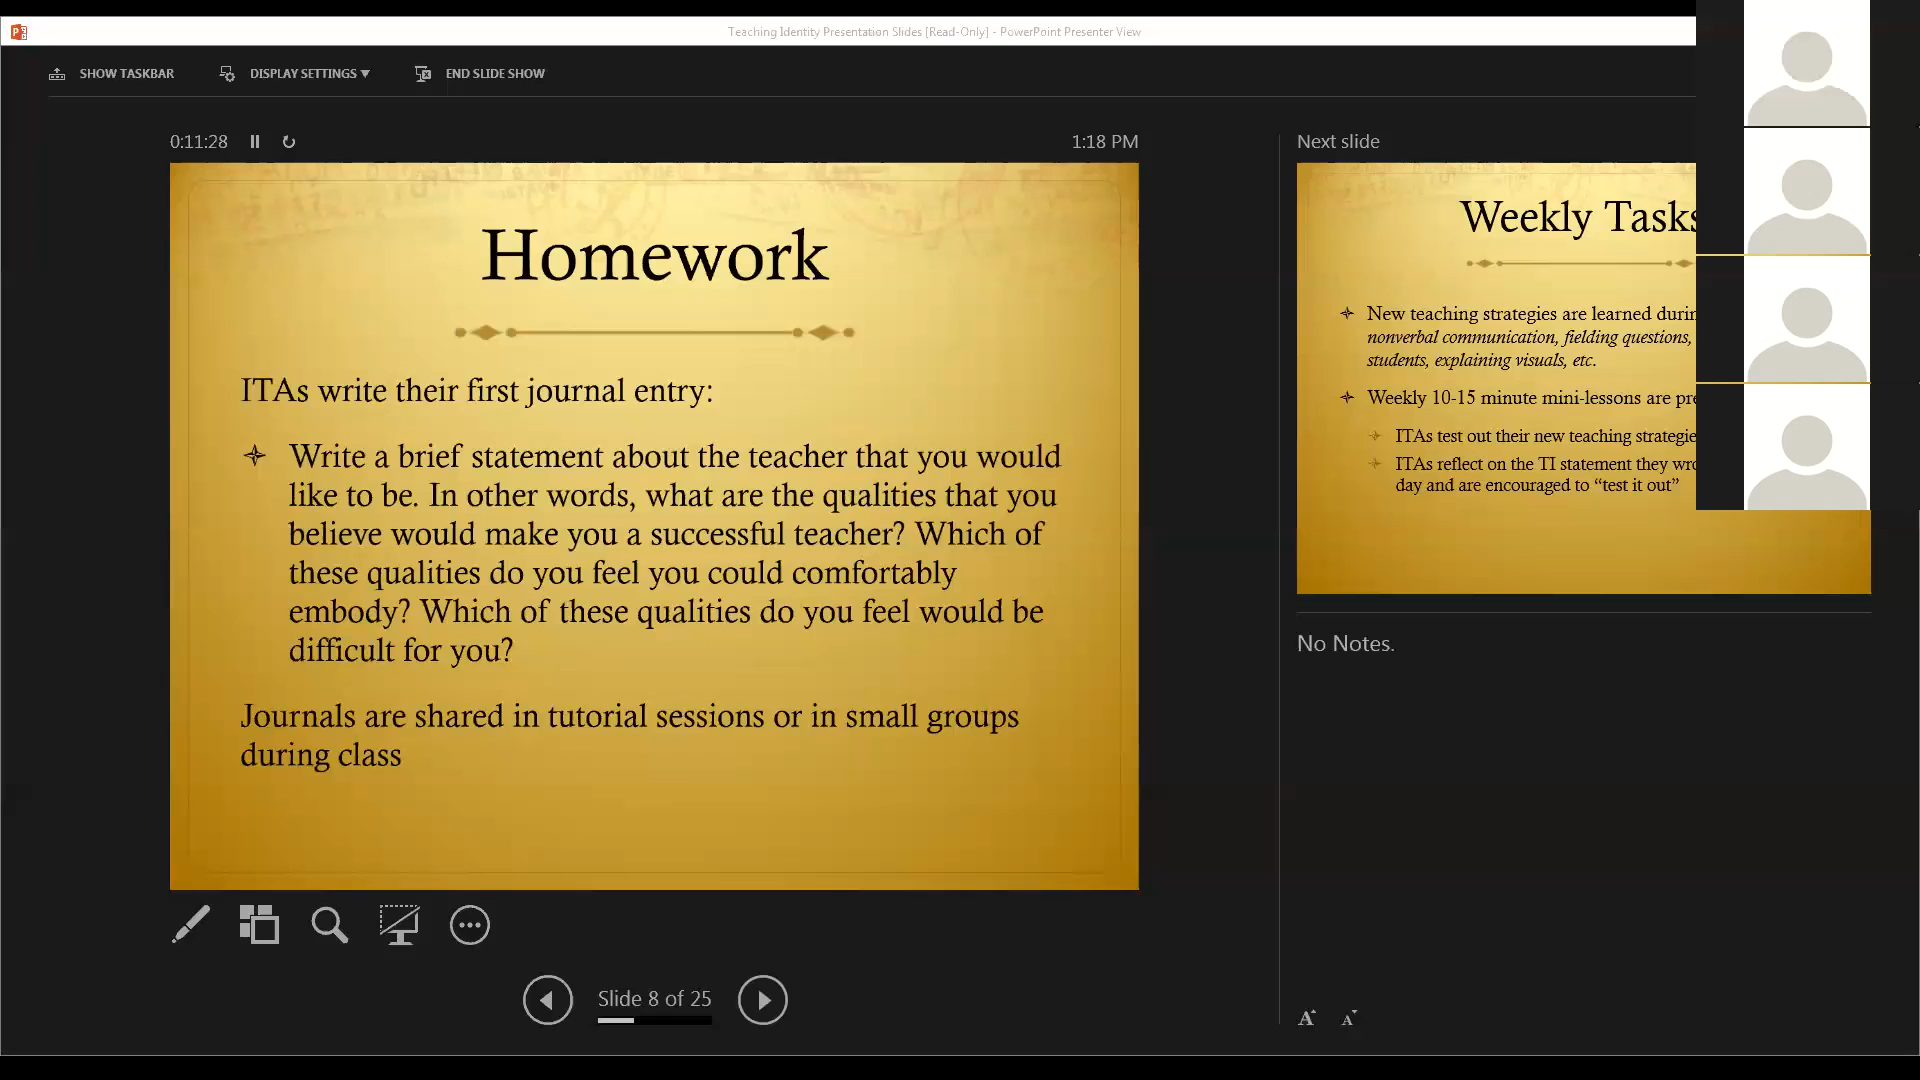 Teaching Identity Presentation Slides [Read-Only] - PowerPoint Presenter View
SHOW TASKBAR
DISPLAY SETTINGS
END SLIDE SHOW
0:11:28
1:18 PM
Homework
ITAs write their first journal entry:
Write a brief statement about the teacher that you would
like to be. In other words, what are the qualities that you
believe would make you a successful teacher? Which of
these qualities do you feel you could comfortably
embody? Which of these qualities do you feel would be
difficult for you?
Journals are shared in tutorial sessions or in small groups
during class
Slide 8 of 25
Next slide
Weekly Tasks
New teaching strategies are learned
nonverbal communication, fielding questions,
students, explaining visuals, etc.
Weekly 10-15 minute mini-lessons are
ITAs test out their new teaching
ITAs reflect on the TI statement they
day and are encouraged to “test it out”
No Notes.
A A